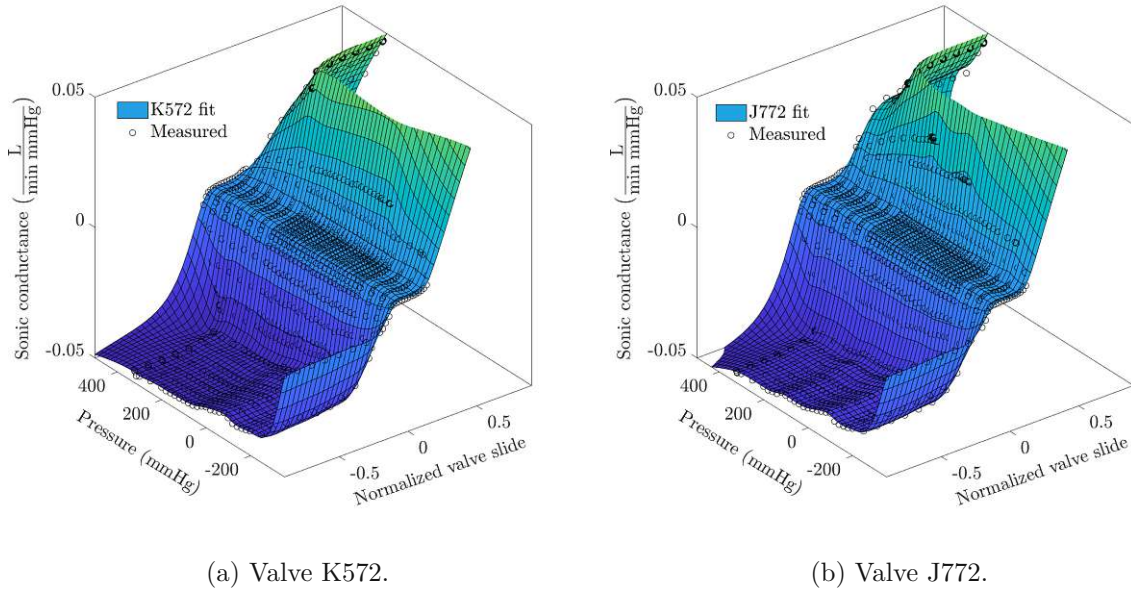 0.05
0
-0.05
Sonic conductance (L / min mmHg)
K572 fit
Measured
400
200
0
-200
Pressure (mmHg)
-0.5
0
0.5
Normalized valve slide
(a) Valve K572.
0.05
0
-0.05
Sonic conductance (L / min mmHg)
J772 fit
Measured
400
200
0
-200
Pressure (mmHg)
-0.5
0
0.5
Normalized valve slide
(b) Valve J772.